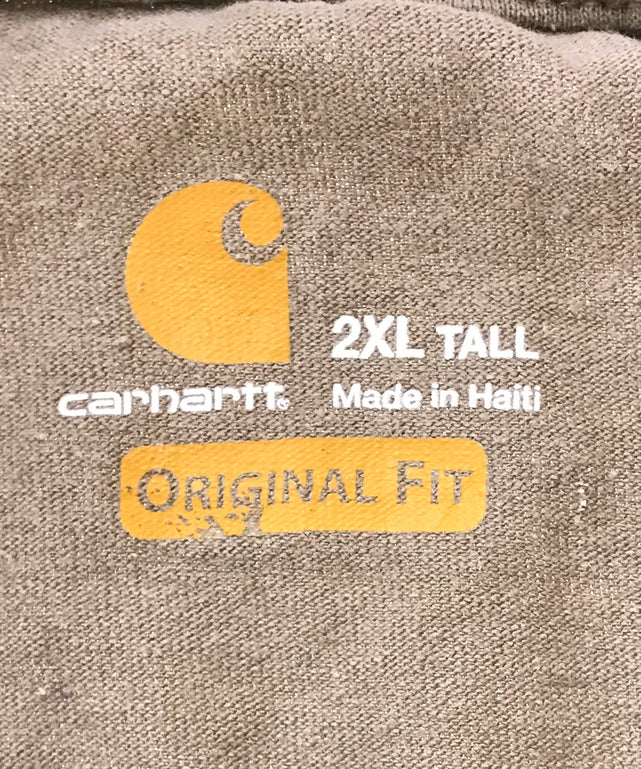 2XL TALL
carhartt® Made in Haiti
ORIGINAL FIT